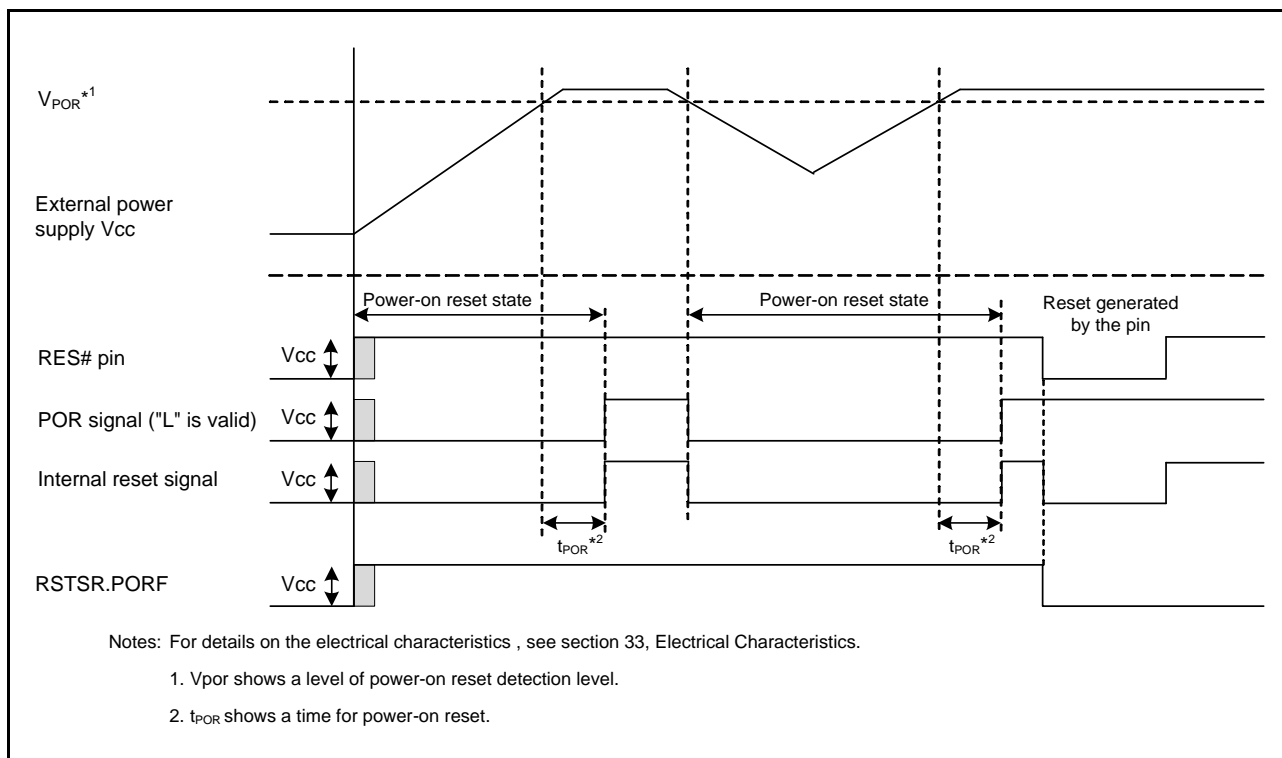 VPOR*1
External power
supply Vcc
Power-on reset state
Power-on reset state
Reset generated
by the pin
RES# pin
Vcc
POR signal ("L" is valid)
Vcc
Internal reset signal
Vcc
tPOR*2
tPOR*2
RSTSR.PORF
Vcc
Notes: For details on the electrical characteristics , see section 33, Electrical Characteristics.
1. Vpor shows a level of power-on reset detection level.
2. tPOR shows a time for power-on reset.